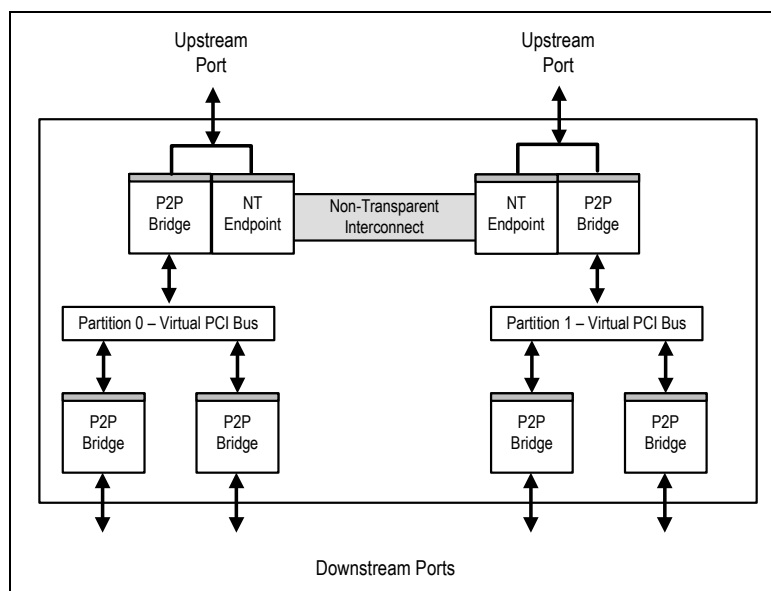 Upstream
Port
Upstream
Port
P2P
Bridge
NT
Endpoint
Non-Transparent
Interconnect
NT
Endpoint
P2P
Bridge
Partition 0 – Virtual PCI Bus
Partition 1 – Virtual PCI Bus
P2P
Bridge
P2P
Bridge
P2P
Bridge
P2P
Bridge
Downstream Ports